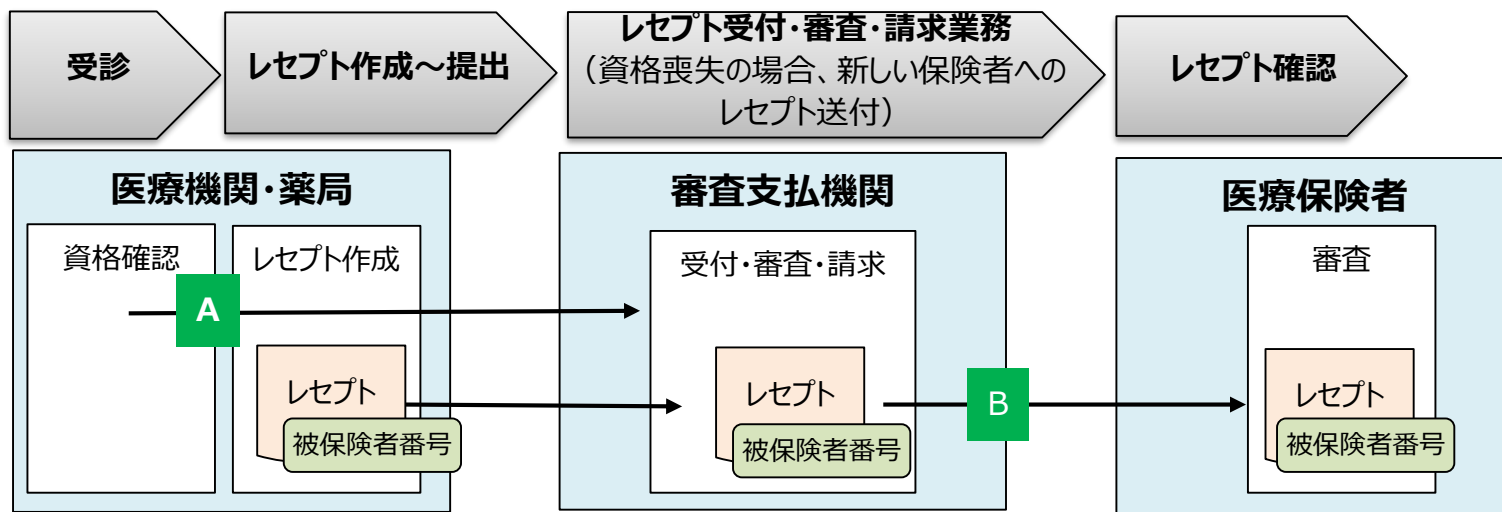 受診
レセプト作成～提出
レセプト受付・審査・請求業務
（資格喪失の場合、新しい保険者への
レセプト送付）
レセプト確認
医療機関・薬局
資格確認
レセプト作成
A
レセプト
被保険者番号
審査支払機関
受付・審査・請求
レセプト
被保険者番号
B
医療保険者
審査
レセプト
被保険者番号